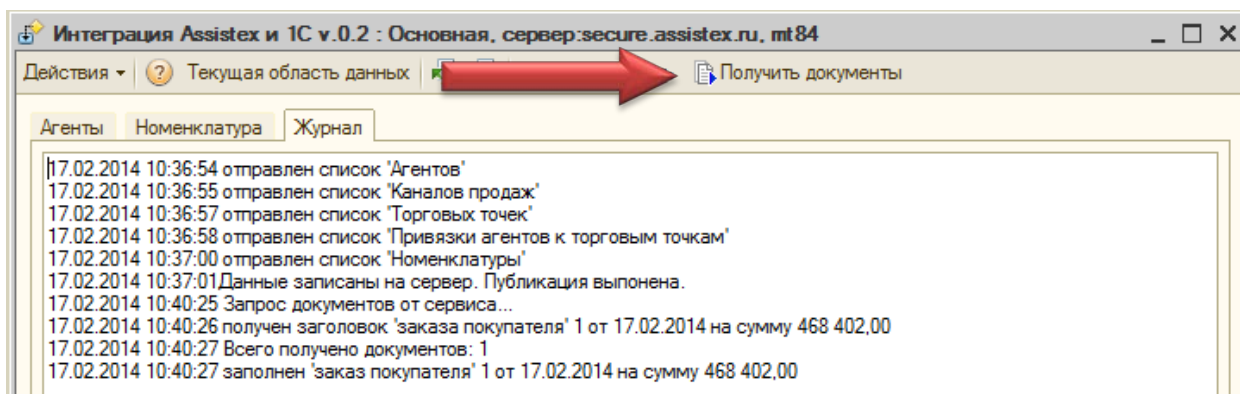 Интеграция Assistex и 1С v.0.2 : Основная, сервер:secure.assistex.ru, mt84
Действия ? Текущая область данных Получить документы
Агенты Номенклатура Журнал
17.02.2014 10:36:54 отправлен список 'Агентов'
17.02.2014 10:36:55 отправлен список 'Каналов продаж'
17.02.2014 10:36:57 отправлен список 'Торговых точек'
17.02.2014 10:36:58 отправлен список 'Привязки агентов к торговым точкам'
17.02.2014 10:37:00 отправлен список 'Номенклатуры'
17.02.2014 10:37:01Данные записаны на сервер. Публикация выпонена.
17.02.2014 10:40:25 Запрос документов от сервиса...
17.02.2014 10:40:26 получен заголовок 'заказа покупателя' 1 от 17.02.2014 на сумму 468 402,00
17.02.2014 10:40:27 Всего получено документов: 1
17.02.2014 10:40:27 заполнен 'заказ покупателя' 1 от 17.02.2014 на сумму 468 402,00